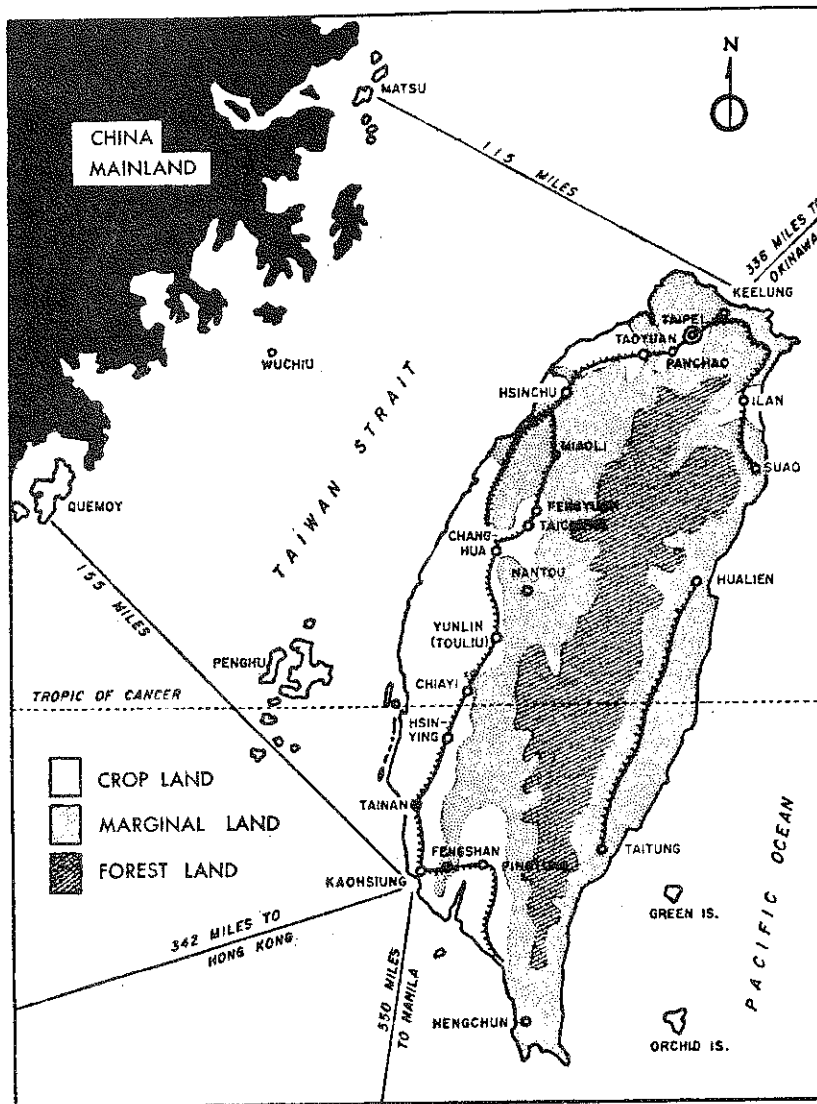 N
MATSU
CHINA
MAINLAND
115 MILES
336 MILES TO
OKINAWA
KEELUNG
TAIPEI
TAOYUAN
PANCHAO
WUCHIU
HSINCHU
ILAN
MIAOLI
SUAO
QUEMOY
TAIWAN STRAIT
FENGYUAN
CHANG-
HUA
NANTOU
HUALIEN
155 MILES
YUNLIN
(TOULIU)
PENGHU
CHIAYI
TROPIC OF CANCER
HSIN-
YING
CROP LAND
MARGINAL LAND
FOREST LAND
TAINAN
FENGSHAN
TAITUNG
KAOHSIUNG
GREEN IS.
342 MILES TO
HONG KONG
550 MILES
TO MANILA
PACIFIC OCEAN
HENGCHUN
ORCHID IS.